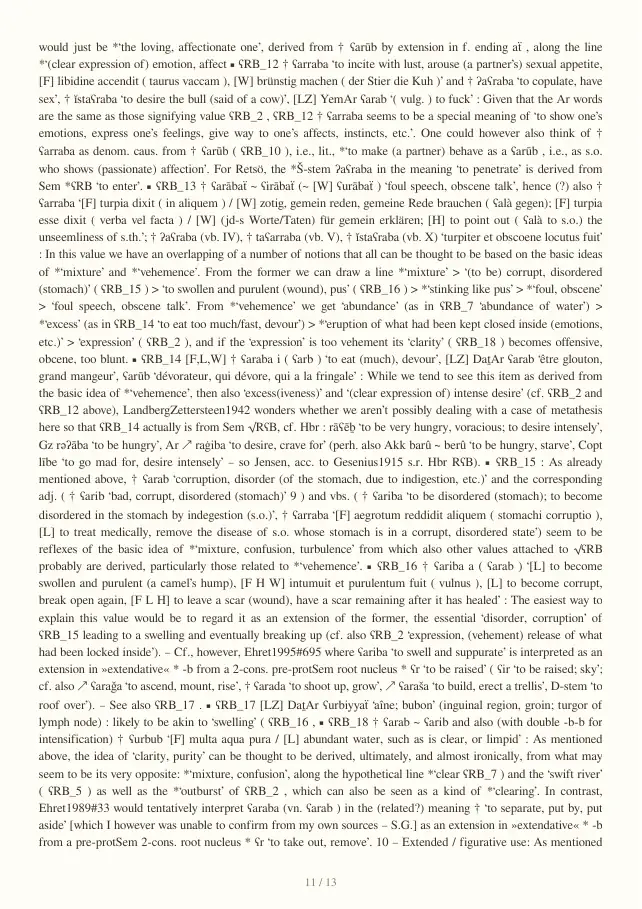 would just be *‘the loving, affectionate one’, derived from † ʕarūb by extension in f. ending aẗ , along the line
*‘(clear expression of) emotion, affect ▪ ʕRB_12 † ʕarraba ‘to incite with lust, arouse (a partner’s) sexual appetite,
[F] libidine accendit ( taurus vaccam ), [W] brünstig machen ( der Stier die Kuh )’ and † ʔaʕraba ‘to copulate, have
sex’, † ĭstaʕraba ‘to desire the bull (said of a cow)’, [LZ] YemAr ʕarab ‘( vulg. ) to fuck’ : Given that the Ar words
are the same as those signifying value ʕRB_2 , ʕRB_12 † ʕarraba seems to be a special meaning of ‘to show one’s
emotions, express one’s feelings, give way to one’s affects, instincts, etc.’. One could however also think of †
ʕarraba as denom. caus. from † ʕarūb ( ʕRB_10 ), i.e., lit., *‘to make (a partner) behave as a ʕarūb , i.e., as s.o.
who shows (passionate) affection’. For Retsö, the *Š-stem ʔaʕraba in the meaning ‘to penetrate’ is derived from
Sem *ʕRB ‘to enter’. ▪ ʕRB_13 † ʕarābaẗ ~ ʕirābaẗ (~ [W] ʕurābaẗ ) ‘foul speech, obscene talk’, hence (?) also †
ʕarraba ‘[F] turpia dixit ( in aliquem ) / [W] zotig, gemein reden, gemeine Rede brauchen ( ʕalà gegen); [F] turpia
esse dixit ( verba vel facta ) / [W] (jd-s Worte/Taten) für gemein erklären; [H] to point out ( ʕalà to s.o.) the
unseemliness of s.th.’; † ʔaʕraba (vb. IV), † taʕarraba (vb. V), † ĭstaʕraba (vb. X) ‘turpiter et obscoene locutus fuit’
: In this value we have an overlapping of a number of notions that all can be thought to be based on the basic ideas
of *‘mixture’ and *‘vehemence’. From the former we can draw a line *‘mixture’ > ‘(to be) corrupt, disordered
(stomach)’ ( ʕRB_15 ) > ‘to swollen and purulent (wound), pus’ ( ʕRB_16 ) > *‘stinking like pus’ > *‘foul, obscene’
> ‘foul speech, obscene talk’. From *‘vehemence’ we get ‘abundance’ (as in ʕRB_7 ‘abundance of water’) >
*‘excess’ (as in ʕRB_14 ‘to eat too much/fast, devour’) > *‘eruption of what had been kept closed inside (emotions,
etc.)’ > ‘expression’ ( ʕRB_2 ), and if the ‘expression’ is too vehement its ‘clarity’ ( ʕRB_18 ) becomes offensive,
obcene, too blunt. ▪ ʕRB_14 [F,L,W] † ʕaraba i ( ʕarb ) ‘to eat (much), devour’, [LZ] DaṯAr ʕarab ‘être glouton,
grand mangeur’, ʕarūb ‘dévorateur, qui dévore, qui a la fringale’ : While we tend to see this item as derived from
the basic idea of *‘vehemence’, then also ‘excess(iveness)’ and ‘(clear expression of) intense desire’ (cf. ʕRB_2 and
ʕRB_12 above), LandbergZettersteen1942 wonders whether we aren’t possibly dealing with a case of metathesis
here so that ʕRB_14 actually is from Sem √RʕB, cf. Hbr : rāʕēḇ ‘to be very hungry, voracious; to desire intensely’,
Gz rəʔāba ‘to be hungry’, Ar ↗ raġiba ‘to desire, crave for’ (perh. also Akk barû ~ berû ‘to be hungry, starve’, Copt
lībe ‘to go mad for, desire intensely’ – so Jensen, acc. to Gesenius1915 s.r. Hbr RʕB). ▪ ʕRB_15 : As already
mentioned above, † ʕarab ‘corruption, disorder (of the stomach, due to indigestion, etc.)’ and the corresponding
adj. ( † ʕarib ‘bad, corrupt, disordered (stomach)’ 9 ) and vbs. ( † ʕariba ‘to be disordered (stomach); to become
disordered in the stomach by indegestion (s.o.)’, † ʕarraba ‘[F] aegrotum reddidit aliquem ( stomachi corruptio ),
[L] to treat medically, remove the disease of s.o. whose stomach is in a corrupt, disordered state’) seem to be
reflexes of the basic idea of *‘mixture, confusion, turbulence’ from which also other values attached to √ʕRB
probably are derived, particularly those related to *‘vehemence’. ▪ ʕRB_16 † ʕariba a ( ʕarab ) ‘[L] to become
swollen and purulent (a camel’s hump), [F H W] intumuit et purulentum fuit ( vulnus ), [L] to become corrupt,
break open again, [F L H] to leave a scar (wound), have a scar remaining after it has healed’ : The easiest way to
explain this value would be to regard it as an extension of the former, the essential ‘disorder, corruption’ of
ʕRB_15 leading to a swelling and eventually breaking up (cf. also ʕRB_2 ‘expression, (vehement) release of what
had been locked inside’). – Cf., however, Ehret1995#695 where ʕariba ‘to swell and suppurate’ is interpreted as an
extension in »extendative« * -b from a 2-cons. pre-protSem root nucleus * ʕr ‘to be raised’ ( ʕir ‘to be raised; sky’;
cf. also ↗ ʕaraǧa ‘to ascend, mount, rise’, † ʕarada ‘to shoot up, grow’, ↗ ʕaraša ‘to build, erect a trellis’, D-stem ‘to
roof over’). – See also ʕRB_17 . ▪ ʕRB_17 [LZ] DaṯAr ʕurbiyyaẗ ‘aîne; bubon’ (inguinal region, groin; turgor of
lymph node) : likely to be akin to ‘swelling’ ( ʕRB_16 , ▪ ʕRB_18 † ʕarab ~ ʕarib and also (with double -b-b for
intensification) † ʕurbub ‘[F] multa aqua pura / [L] abundant water, such as is clear, or limpid’ : As mentioned
above, the idea of ‘clarity, purity’ can be thought to be derived, ultimately, and almost ironically, from what may
seem to be its very opposite: *‘mixture, confusion’, along the hypothetical line *‘clear ʕRB_7 ) and the ‘swift river’
( ʕRB_5 ) as well as the *‘outburst’ of ʕRB_2 , which can also be seen as a kind of *‘clearing’. In contrast,
Ehret1989#33 would tentatively interpret ʕaraba (vn. ʕarab ) in the (related?) meaning † ‘to separate, put by, put
aside’ [which I however was unable to confirm from my own sources – S.G.] as an extension in »extendative« * -b
from a pre-protSem 2-cons. root nucleus * ʕr ‘to take out, remove’. 10 – Extended / figurative use: As mentioned
11 / 13